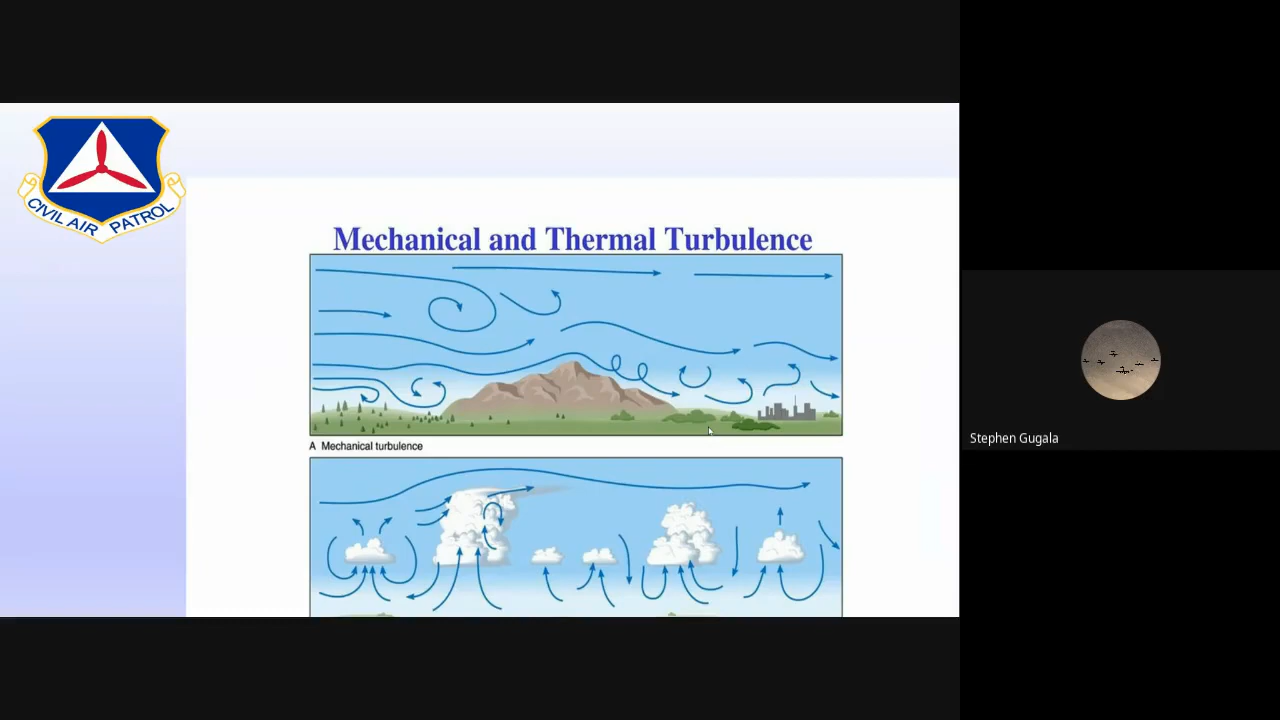 CIVIL AIR PATROL
Mechanical and Thermal Turbulence
A Mechanical turbulence
Stephen Gugala